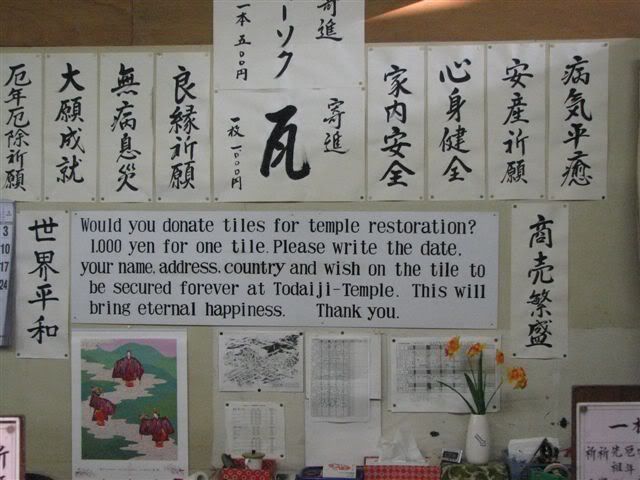 厄年厄除祈願
大願成就
無病息災
良縁祈願
寄進
ーソク
一本 五〇〇円
寄進
瓦
一枚 一〇〇〇円
家内安全
心身健全
安産祈願
病気平癒
世界平和
Would you donate tiles for temple restoration?
1,000 yen for one tile. Please write the date,
your name, address, country and wish on the tile to
be secured forever at Todaiji-Temple. This will
bring eternal happiness. Thank you.
商売繁盛
3
10
17
24
一